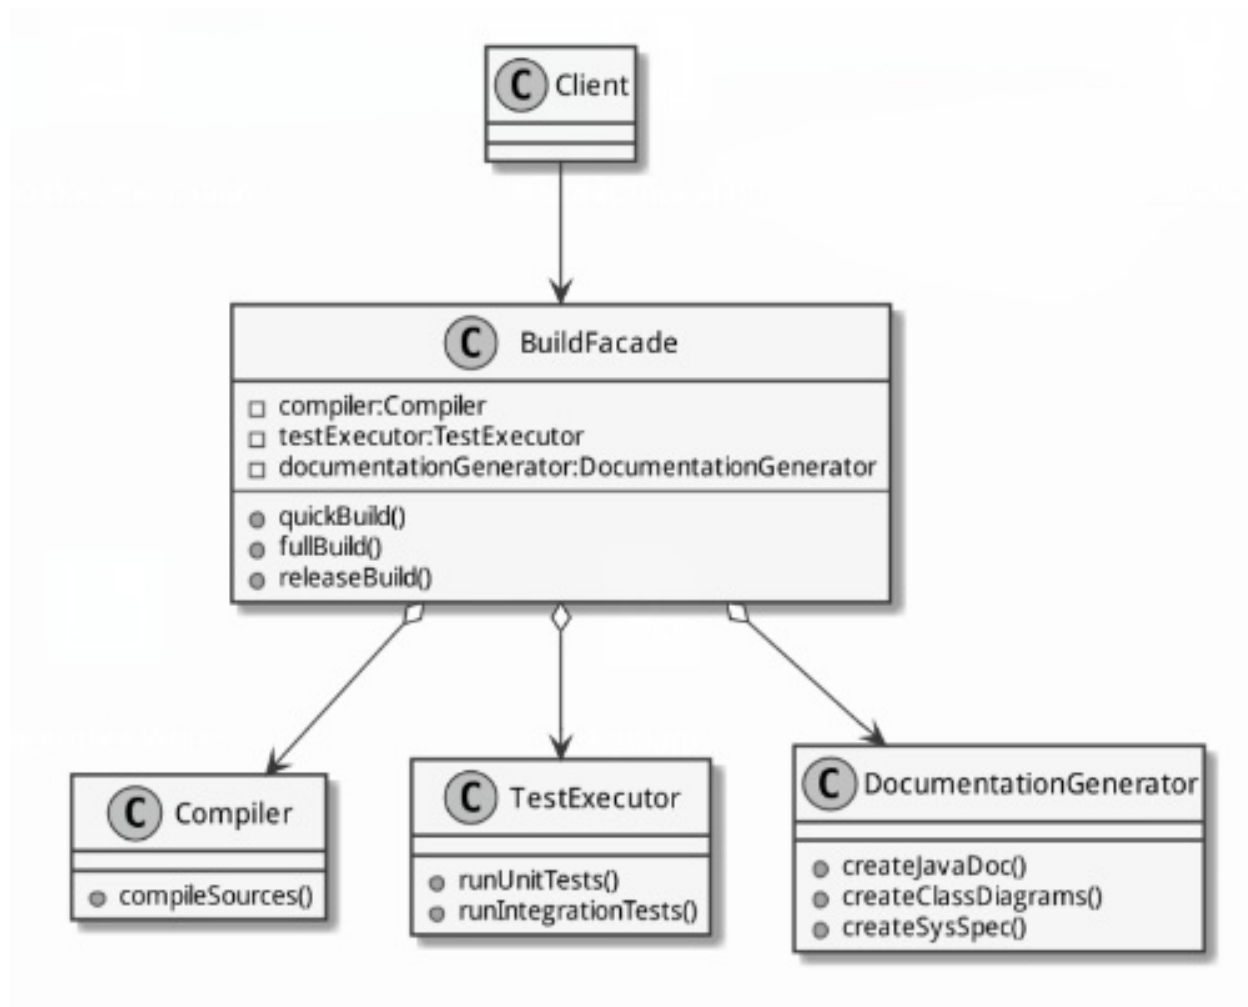 C Client
C BuildFacade
compiler:Compiler
testExecutor:TestExecutor
documentationGenerator:DocumentationGenerator
quickBuild()
fullBuild()
releaseBuild()
C Compiler
compileSources()
C TestExecutor
runUnitTests()
runIntegrationTests()
C DocumentationGenerator
createJavaDoc()
createClassDiagrams()
createSysSpec()